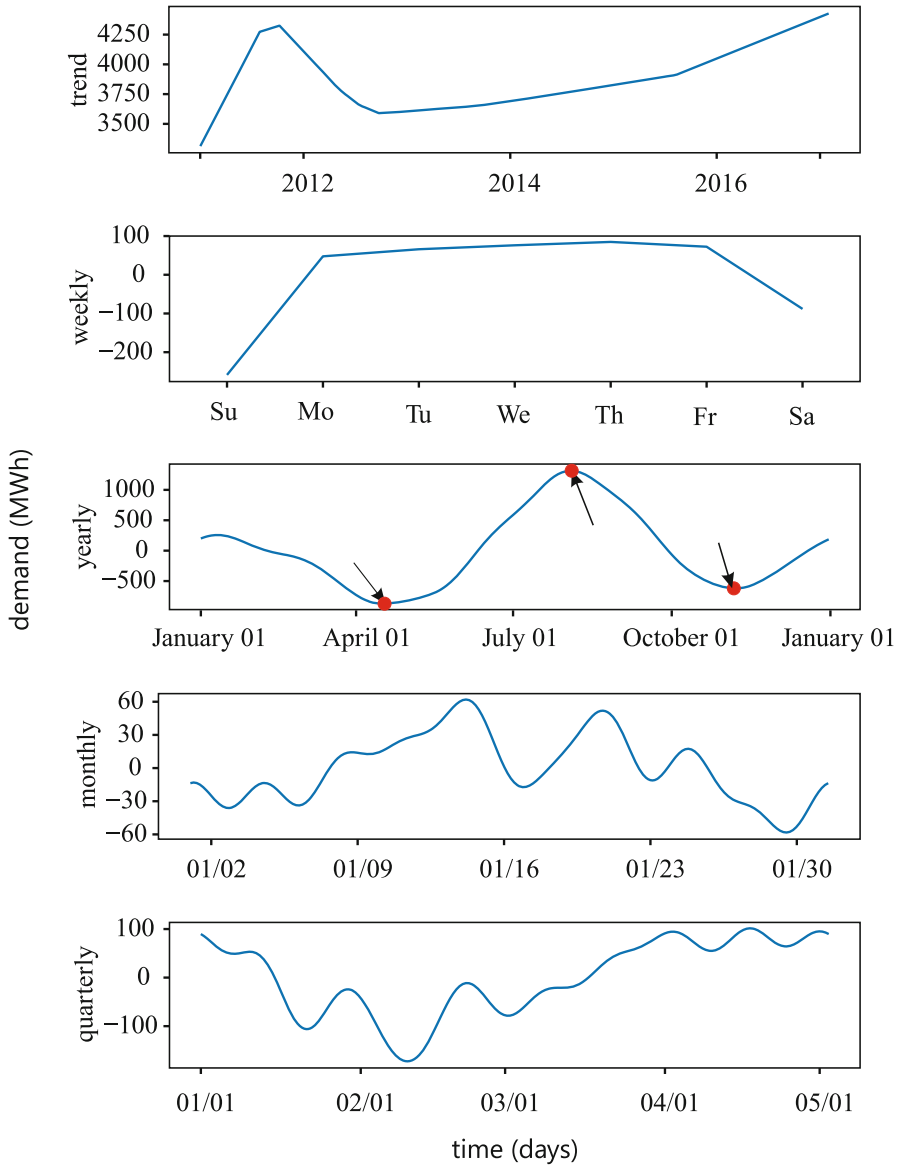 4250
4000
3750
3500
trend
2012 2014 2016
100
0
−100
−200
weekly
Su Mo Tu We Th Fr Sa
demand (MWh)
1000
500
0
−500
yearly
January 01 April 01 July 01 October 01 January 01
60
30
0
−30
−60
monthly
01/02 01/09 01/16 01/23 01/30
100
0
−100
quarterly
01/01 02/01 03/01 04/01 05/01
time (days)